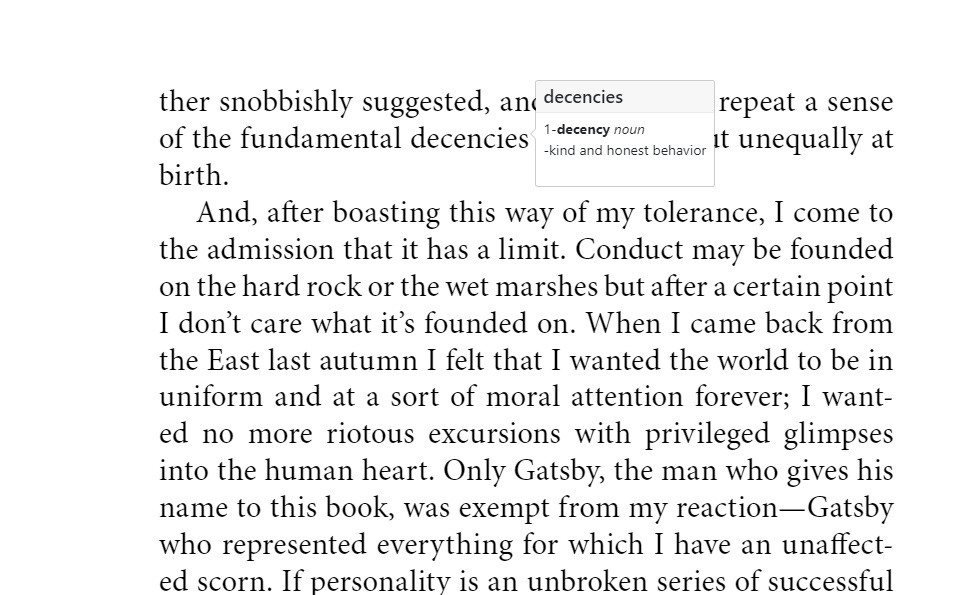 ther snobbishly suggested, and repeat a sense
of the fundamental decencies unequally at
birth.
decencies
1-decency noun
-kind and honest behavior
And, after boasting this way of my tolerance, I come to
the admission that it has a limit. Conduct may be founded
on the hard rock or the wet marshes but after a certain point
I don’t care what it’s founded on. When I came back from
the East last autumn I felt that I wanted the world to be in
uniform and at a sort of moral attention forever; I want-
ed no more riotous excursions with privileged glimpses
into the human heart. Only Gatsby, the man who gives his
name to this book, was exempt from my reaction—Gatsby
who represented everything for which I have an unaffect-
ed scorn. If personality is an unbroken series of successful